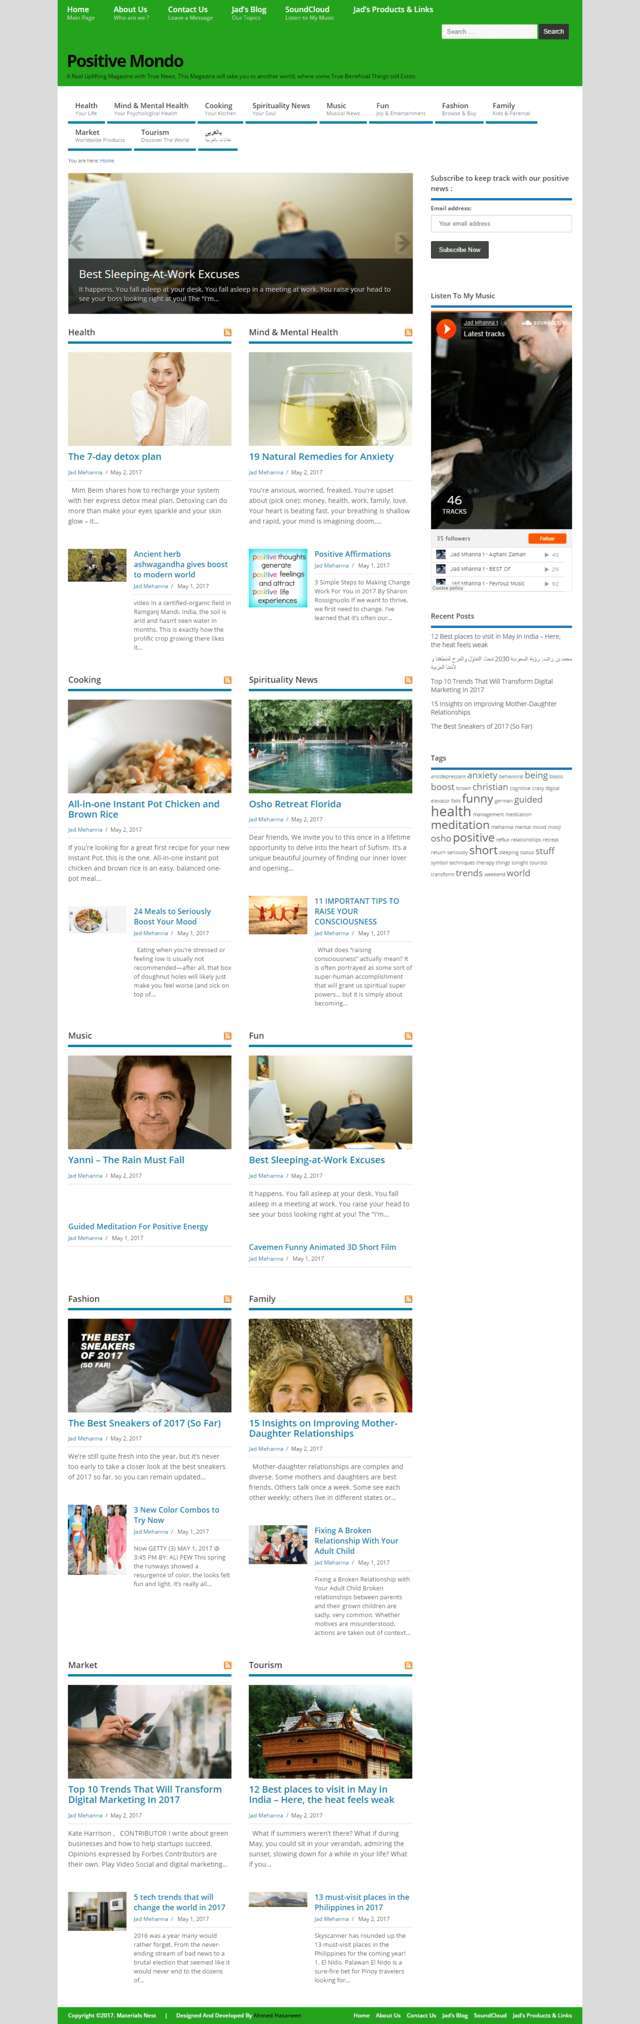 Home About Us Contact Us Jad's Blog SoundCloud Jad's Products & Links
Main Page Who are we ? Leave a Message Our Topics Listen to My Music
Search ... Search
Positive Mondo
A Real Uplifting Magazine with True News, This Magazine will take you to another world, where some True Beneficial Things still Exists
Health Mind & Mental Health Cooking Spirituality News Music Fun Fashion Family
Your Life Your Psychological Health Your Kitchen Your Soul Musical News Joy & Entertainment Browse & Buy Kids & Parental
Market Tourism بالعربي
Worldwide Products Discover The World
You are here: Home
Best Sleeping-At-Work Excuses
It happens. You fall asleep at your desk. You fall asleep in a meeting at work. You raise your head to
see your boss looking right at you! The "I'm...
Subscribe to keep track with our positive
news :
Email address:
Your email address
Subscribe Now
Listen To My Music
Jad Mhanna 1
Latest tracks
46
TRACKS
35 followers Follow
Jad Mhanna 1 - Aghani Zaman
Jad Mhanna 1 - BEST OF
Jad Mhanna 1 - Feyrouz Music
Cookie policy
Recent Posts
12 Best places to visit in May in India – Here,
the heat feels weak
Top 10 Trends That Will Transform Digital
Marketing In 2017
15 Insights on Improving Mother-Daughter
Relationships
The Best Sneakers of 2017 (So Far)
Tags
antidepressant anxiety behavioral being boost
boost brown christian cognitive crazy digital
elevator fails funny german guided
health management meditation
meditation mehanna mental mood mooji
osho positive reflux relationships retreat
return seriously short sleeping status stuff
symbol techniques therapy things tonight tourist
transform trends weekend world
Health
The 7-day detox plan
Jad Mehanna / May 2, 2017
Mim Beim shares how to recharge your system
with her express detox meal plan. Detoxing can do
more than make your eyes sparkle and your skin
glow – it...
Ancient herb
ashwagandha gives boost
to modern world
Jad Mehanna / May 1, 2017
video In a certified-organic field in
Ramganj Mandi, India, the soil is
arid and hasn't seen water in
months. This is exactly how the
prolific crop growing there likes
it...
Mind & Mental Health
19 Natural Remedies for Anxiety
Jad Mehanna / May 2, 2017
You're anxious, worried, freaked. You're upset
about (pick one): money, health, work, family, love.
Your heart is beating fast, your breathing is shallow
and rapid, your mind is imagining doom,...
positive thoughts
generate
positive feelings
and attract
positive life
experiences
Positive Affirmations
Jad Mehanna / May 1, 2017
3 Simple Steps to Making Change
Work For You in 2017 By Sharon
Rossignuolo If we want to thrive,
we first need to change. I've
learned that it's often our...
Cooking
All-in-one Instant Pot Chicken and
Brown Rice
Jad Mehanna / May 2, 2017
If you're looking for a great first recipe for your new
Instant Pot, this is the one. All-in-one instant pot
chicken and brown rice is an easy, balanced one-
pot meal...
24 Meals to Seriously
Boost Your Mood
Jad Mehanna / May 1, 2017
Eating when you're stressed or
feeling low is usually not
recommended—after all, that box
of doughnut holes will likely just
make you feel worse (and sick on
top of...
Spirituality News
Osho Retreat Florida
Jad Mehanna / May 2, 2017
Dear friends, We invite you to this once in a lifetime
opportunity to delve into the heart of Sufism. It's a
unique beautiful journey of finding our inner lover
and opening...
11 IMPORTANT TIPS TO
RAISE YOUR
CONSCIOUSNESS
Jad Mehanna / May 1, 2017
What does "raising
consciousness" actually mean? It
is often portrayed as some sort of
super-human accomplishment
that will grant us spiritual super
powers... but it is simply about
becoming...
Music
Yanni – The Rain Must Fall
Jad Mehanna / May 2, 2017
Guided Meditation For Positive Energy
Jad Mehanna / May 1, 2017
Fun
Best Sleeping-at-Work Excuses
Jad Mehanna / May 2, 2017
It happens. You fall asleep at your desk. You fall
asleep in a meeting at work. You raise your head to
see your boss looking right at you! The "I'm...
Cavemen Funny Animated 3D Short Film
Jad Mehanna / May 1, 2017
Fashion
THE BEST
SNEAKERS
OF 2017
(SO FAR)
The Best Sneakers of 2017 (So Far)
Jad Mehanna / May 2, 2017
We're still quite fresh into the year, but it's never
too early to take a closer look at the best sneakers
of 2017 so far, so you can remain updated...
3 New Color Combos to
Try Now
Jad Mehanna / May 1, 2017
Now GETTY (3) MAY 1, 2017 @
3:45 PM BY: ALI PEW This spring
the runways showed a
resurgence of color, the looks felt
fun and light. It's really all...
Family
15 Insights on Improving Mother-
Daughter Relationships
Jad Mehanna / May 2, 2017
Mother-daughter relationships are complex and
diverse. Some mothers and daughters are best
friends. Others talk once a week. Some see each
other weekly; others live in different states or...
Fixing A Broken
Relationship With Your
Adult Child
Jad Mehanna / May 1, 2017
Fixing a Broken Relationship with
Your Adult Child Broken
relationships between parents
and their grown children are
sadly, very common. Whether
motives are misunderstood,
actions are taken out of context...
Market
Top 10 Trends That Will Transform
Digital Marketing In 2017
Jad Mehanna / May 2, 2017
Kate Harrison , CONTRIBUTOR I write about green
businesses and how to help startups succeed.
Opinions expressed by Forbes Contributors are
their own. Play Video Social and digital marketing...
5 tech trends that will
change the world in 2017
Jad Mehanna / May 1, 2017
2016 was a year many would
rather forget. From the never-
ending stream of bad news to a
brutal election that seemed like it
would never end to the dozens
of...
Tourism
12 Best places to visit in May in
India – Here, the heat feels weak
Jad Mehanna / May 2, 2017
What if summers weren't there? What if during
May, you could sit in your verandah, admiring the
sunset, slowing down for a while in your life? What
if you...
13 must-visit places in the
Philippines in 2017
Jad Mehanna / May 2, 2017
Skyscanner has rounded up the
13 must-visit places in the
Philippines for the coming year!
1. El Nido, Palawan El Nido is a
sure-fire bet for Pinoy travelers
looking for...
Copyright ©2017. Materials Nest | Designed And Developed By Ahmed Hasaneen
Home About Us Contact Us Jad's Blog SoundCloud Jad's Products & Links